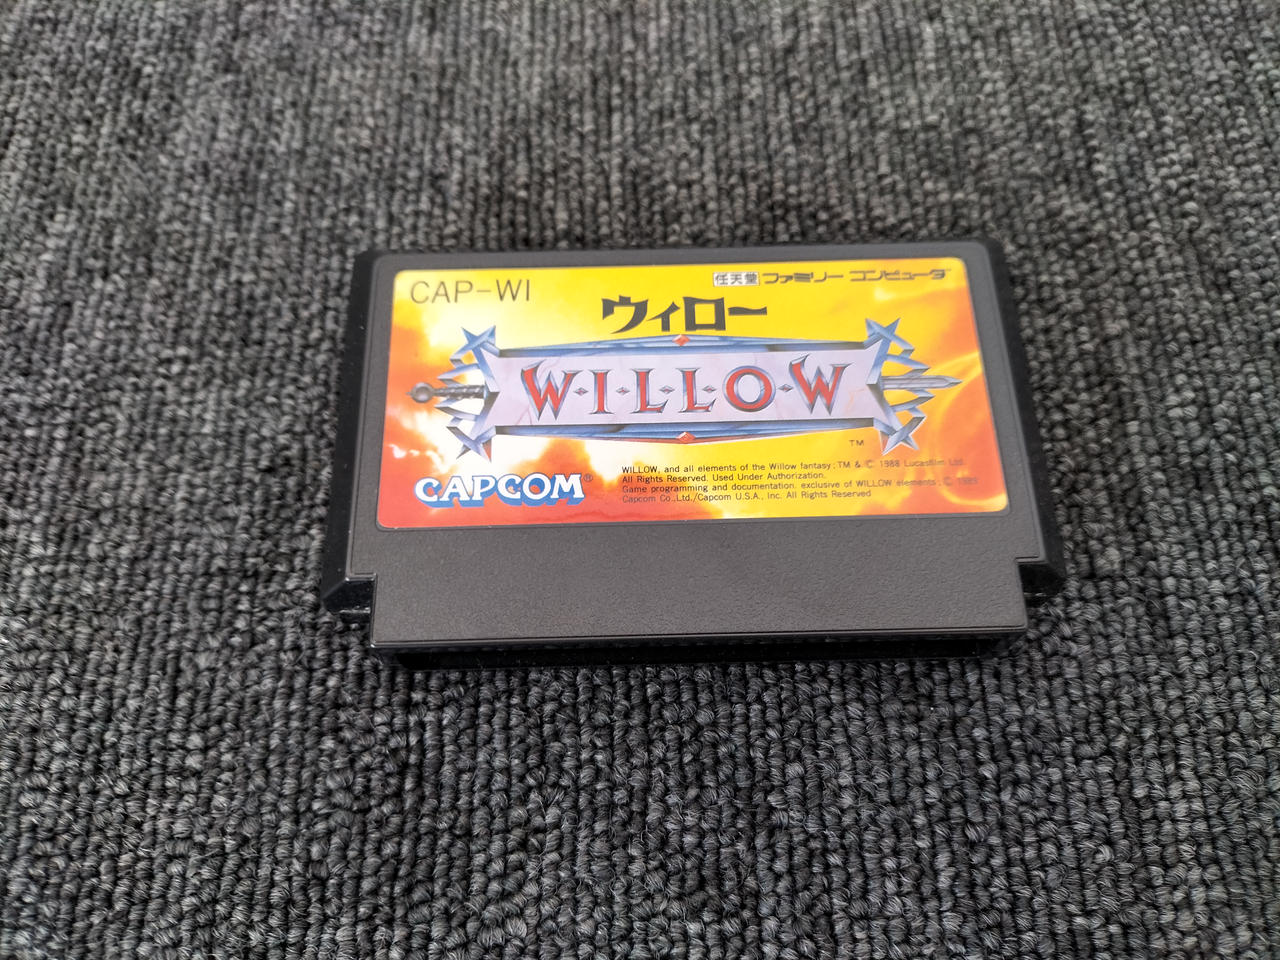 CAP-WI
任天堂 ファミリー コンピュータ
ウィロー
W·I·L·L·O·W
TM
CAPCOM®
WILLOW, and all elements of the Willow fantasy; TM & © 1988 Lucasfilm Ltd.
All Rights Reserved. Used Under Authorization.
Game programming and documentation. exclusive of WILLOW elements; © 1989
Capcom Co.,Ltd./Capcom U.S.A., Inc. All Rights Reserved